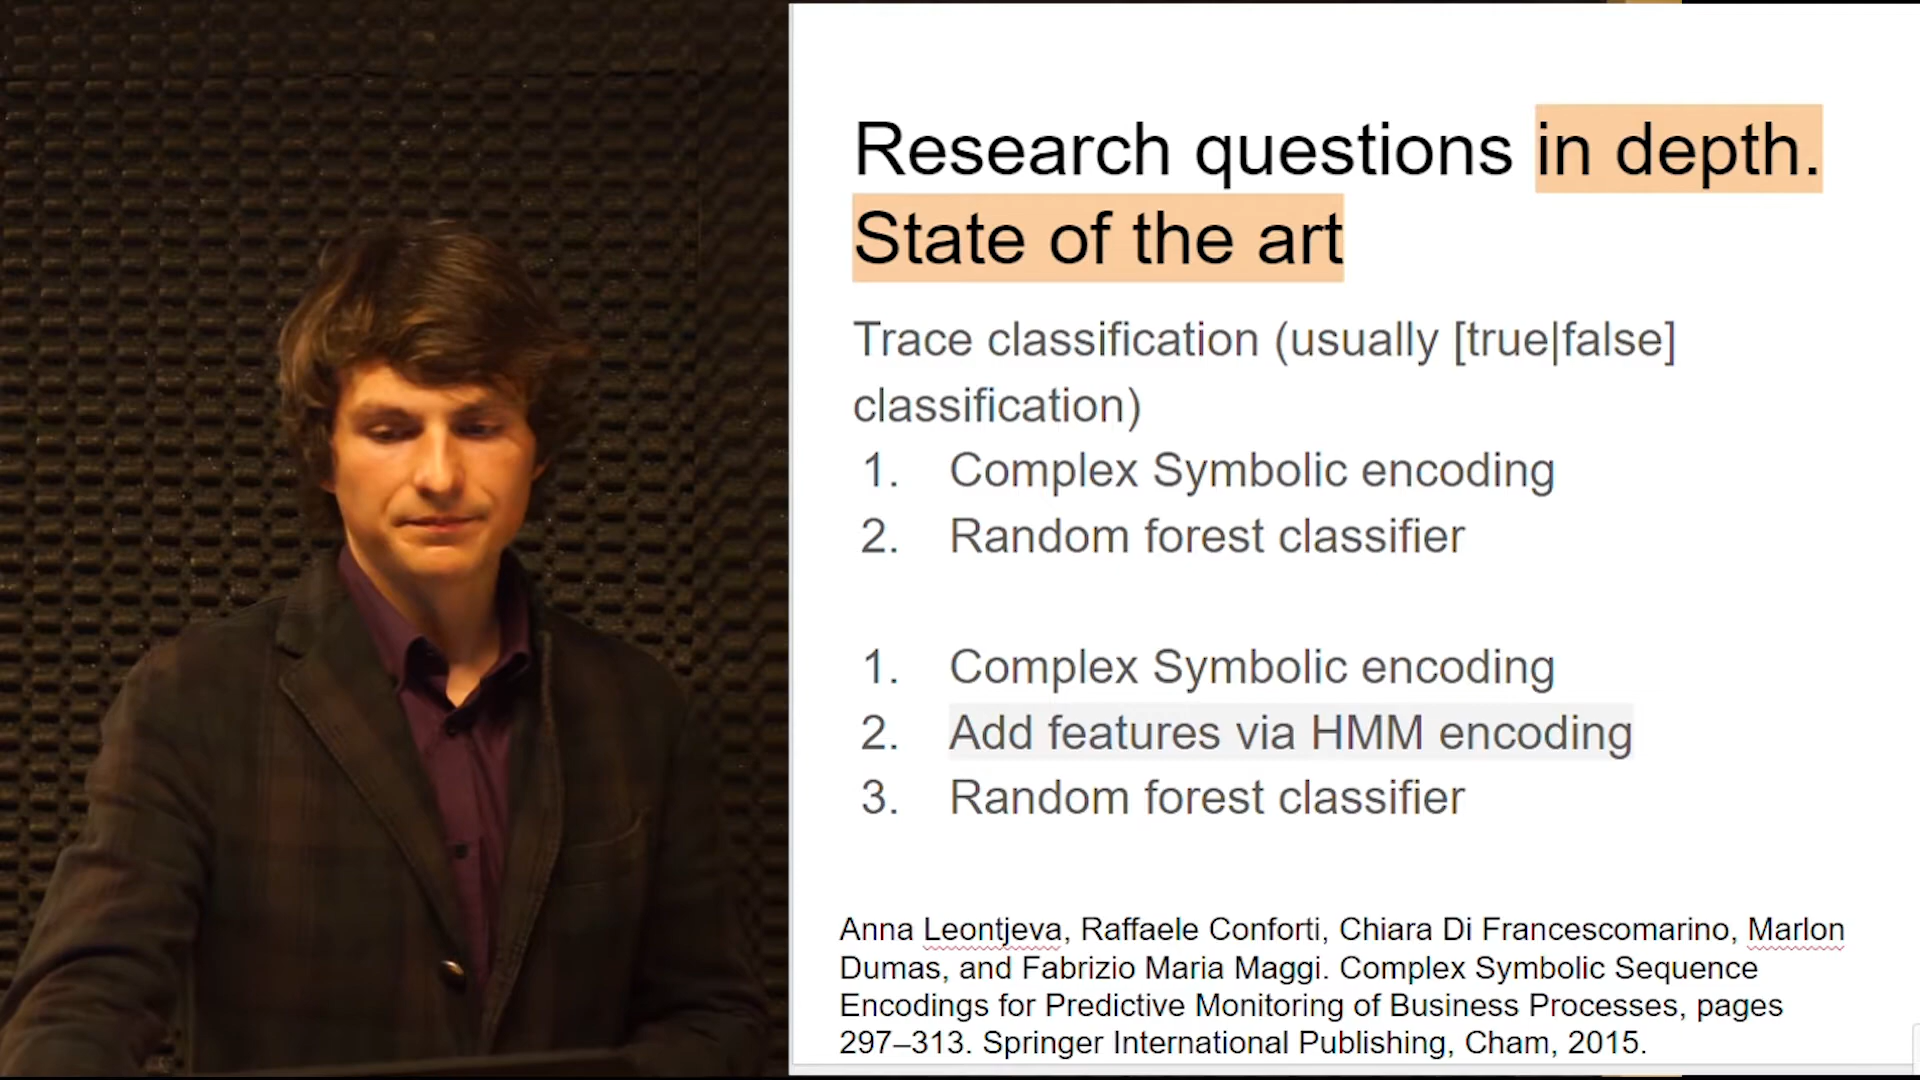 Research questions in depth.
State of the art
Trace classification (usually [true|false]
classification)
1. Complex Symbolic encoding
2. Random forest classifier
1. Complex Symbolic encoding
2. Add features via HMM encoding
3. Random forest classifier
Anna Leontjeva, Raffaele Conforti, Chiara Di Francescomarino, Marlon
Dumas, and Fabrizio Maria Maggi. Complex Symbolic Sequence
Encodings for Predictive Monitoring of Business Processes, pages
297–313. Springer International Publishing, Cham, 2015.